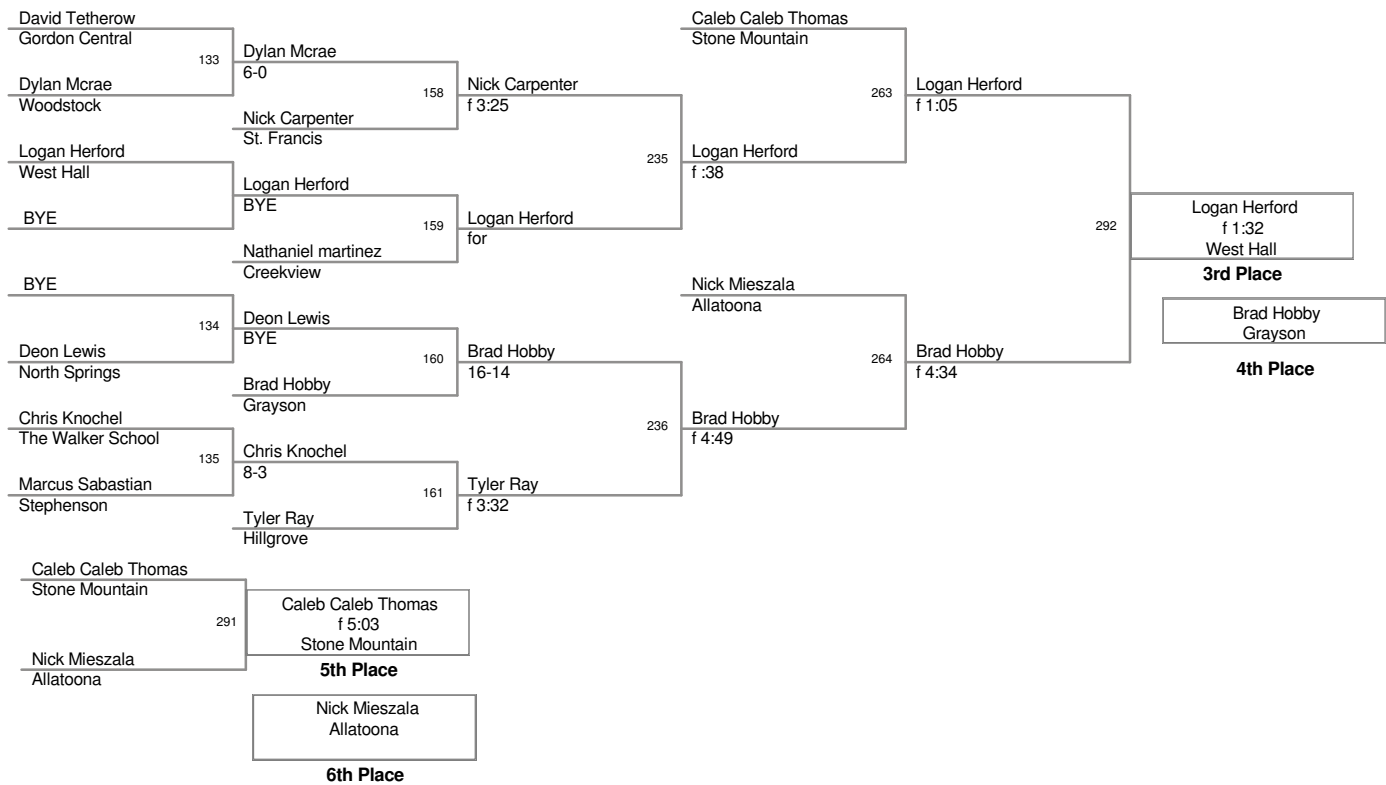 David Tetherow
Gordon Central
133
Dylan Mcrae
Woodstock
Logan Herford
West Hall
BYE
BYE
134
Deon Lewis
North Springs
Chris Knochel
The Walker School
135
Marcus Sabastian
Stephenson
Dylan Mcrae
6-0
158
Nick Carpenter
St. Francis
Logan Herford
BYE
159
Nathaniel martinez
Creekview
Deon Lewis
BYE
160
Brad Hobby
Grayson
Chris Knochel
8-3
161
Tyler Ray
Hillgrove
Nick Carpenter
f 3:25
235
Logan Herford
for
Brad Hobby
16-14
236
Tyler Ray
f 3:32
Caleb Caleb Thomas
Stone Mountain
263
Logan Herford
f :38
Nick Mieszala
Allatoona
264
Brad Hobby
f 4:49
Logan Herford
f 1:05
292
Brad Hobby
f 4:34
Logan Herford
f 1:32
West Hall
3rd Place
Brad Hobby
Grayson
4th Place
Caleb Caleb Thomas
Stone Mountain
291
Nick Mieszala
Allatoona
Caleb Caleb Thomas
f 5:03
Stone Mountain
5th Place
Nick Mieszala
Allatoona
6th Place